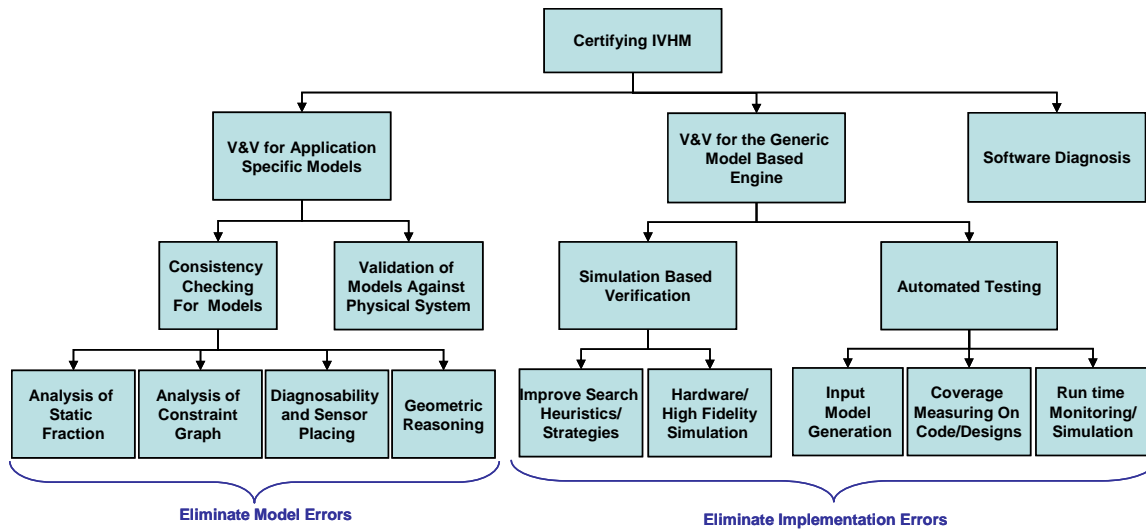 Certifying IVHM
V&V for Application
Specific Models
V&V for the Generic
Model Based
Engine
Software Diagnosis
Consistency
Checking
For Models
Validation of
Models Against
Physical System
Simulation Based
Verification
Automated Testing
Analysis of
Static
Fraction
Analysis of
Constraint
Graph
Diagnosability
and Sensor
Placing
Geometric
Reasoning
Improve Search
Heuristics/
Strategies
Hardware/
High Fidelity
Simulation
Input
Model
Generation
Coverage
Measuring On
Code/Designs
Run time
Monitoring/
Simulation
Eliminate Model Errors
Eliminate Implementation Errors